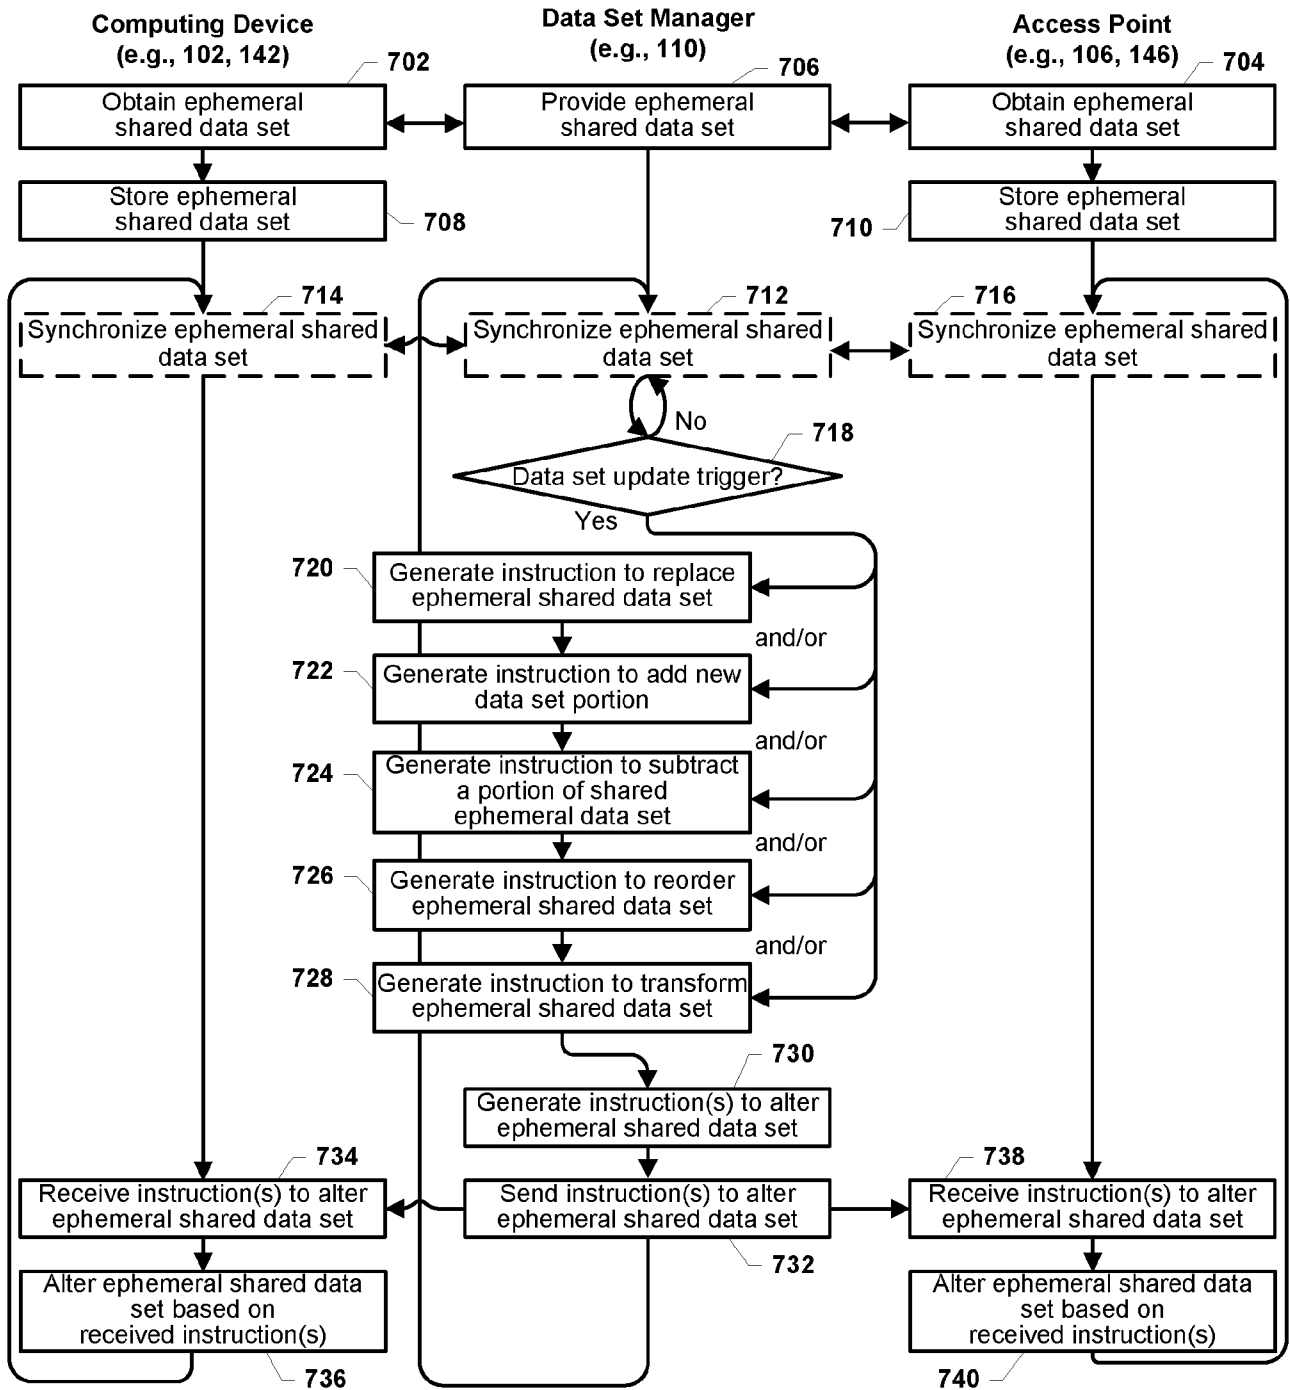 Computing Device
(e.g., 102, 142)
Data Set Manager
(e.g., 110)
Access Point
(e.g., 106, 146)
702
706
704
Obtain ephemeral
shared data set
Provide ephemeral
shared data set
Obtain ephemeral
shared data set
Store ephemeral
shared data set
708
710
Store ephemeral
shared data set
714
712
716
Synchronize ephemeral shared
data set
Synchronize ephemeral shared
data set
Synchronize ephemeral shared
data set
No
718
Data set update trigger?
Yes
720
Generate instruction to replace
ephemeral shared data set
and/or
722
Generate instruction to add new
data set portion
and/or
724
Generate instruction to subtract
a portion of shared
ephemeral data set
and/or
726
Generate instruction to reorder
ephemeral shared data set
and/or
728
Generate instruction to transform
ephemeral shared data set
730
Generate instruction(s) to alter
ephemeral shared data set
734
738
Receive instruction(s) to alter
ephemeral shared data set
Send instruction(s) to alter
ephemeral shared data set
Receive instruction(s) to alter
ephemeral shared data set
732
Alter ephemeral shared data
set based on
received instruction(s)
Alter ephemeral shared data
set based on
received instruction(s)
736
740